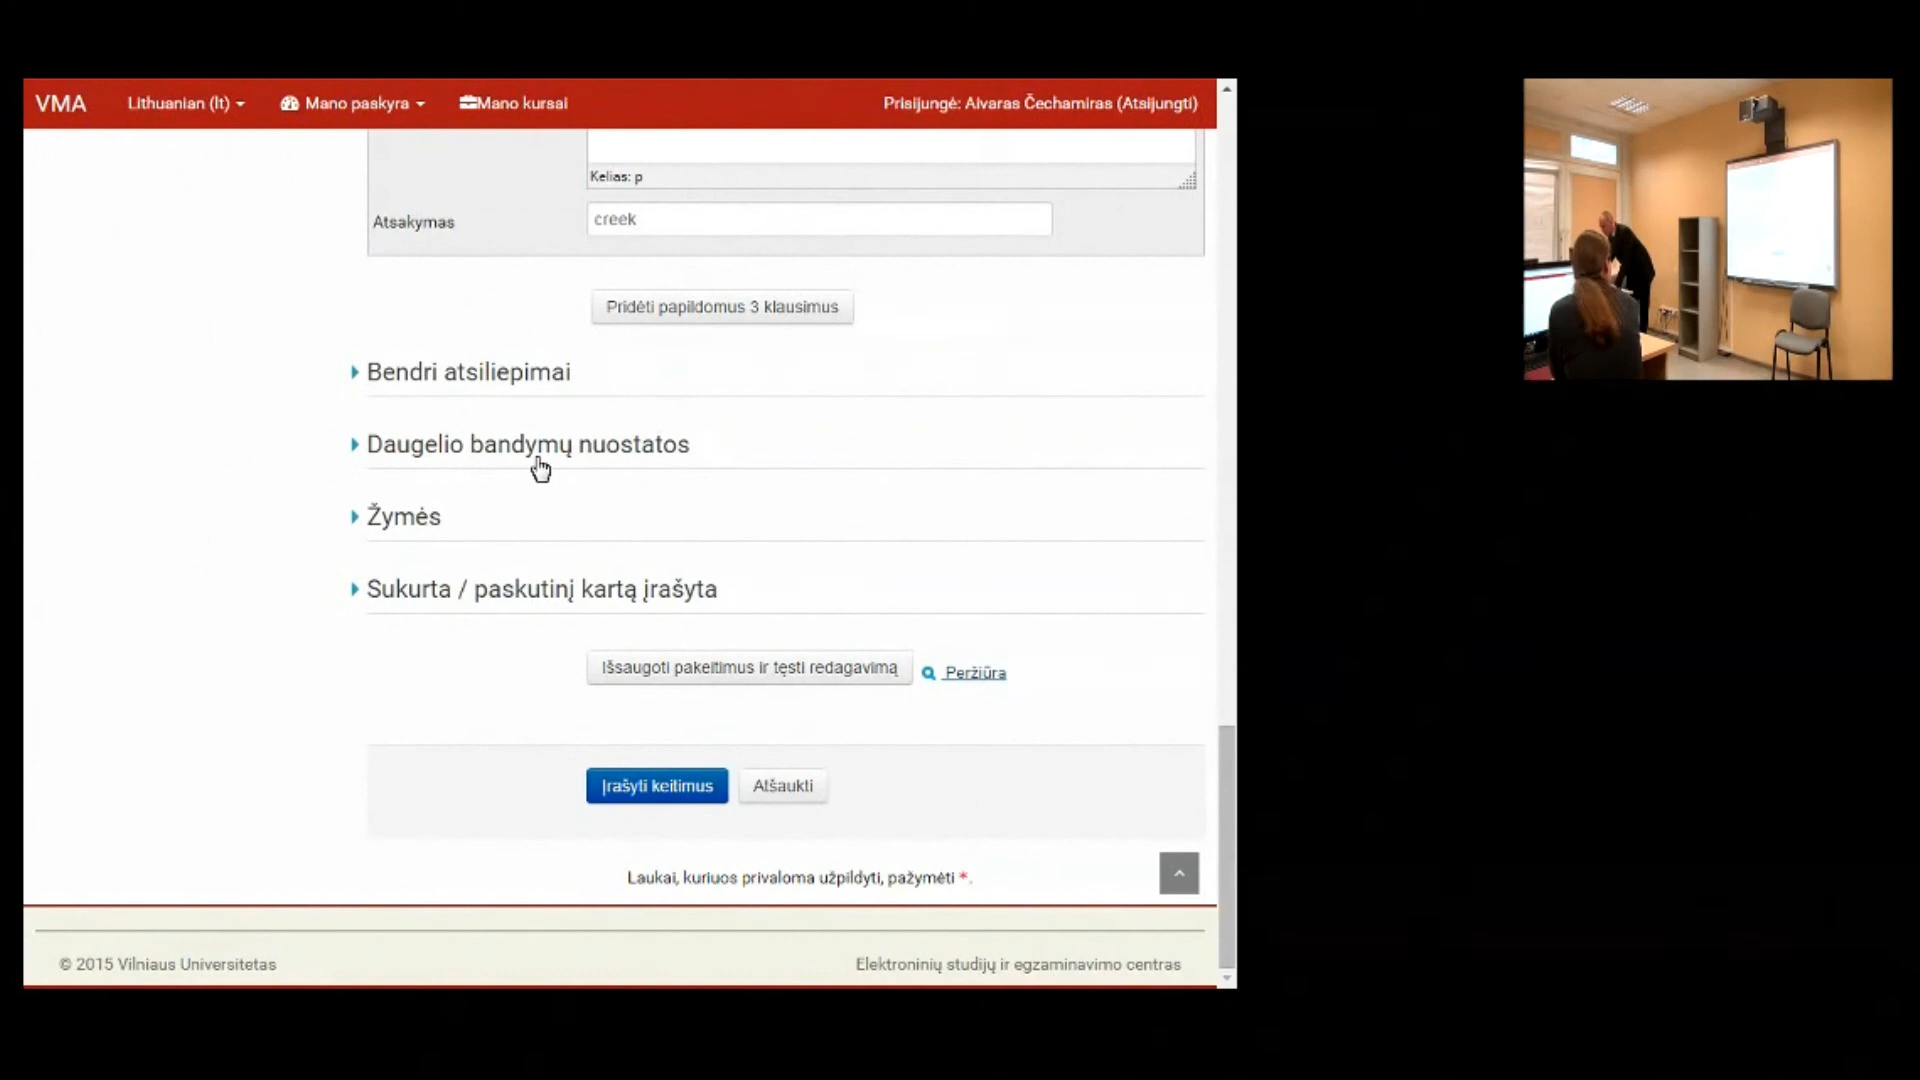 VMA Lithuanian (lt) Mano paskyra Mano kursai Prisijungė: Aivaras Čechamiras (Atsijungti)
Kelias: p
Atsakymas creek
Pridėti papildomus 3 klausimus
Bendri atsiliepimai
Daugelio bandymų nuostatos
Žymės
Sukurta / paskutinį kartą įrašyta
Išsaugoti pakeitimus ir tęsti redagavimą Peržiūra
Įrašyti keitimus Atšaukti
Laukai, kuriuos privaloma užpildyti, pažymėti *.
© 2015 Vilniaus Universitetas Elektroninių studijų ir egzaminavimo centras